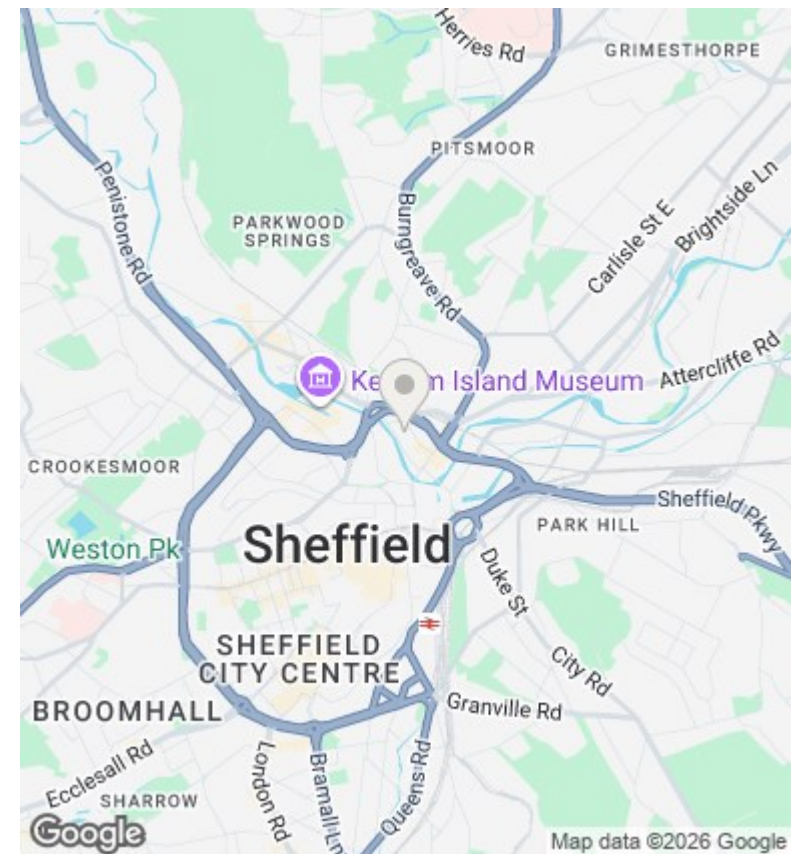 Herries Rd
GRIMESTHORPE
PITSMOOR
Penistone Rd
PARKWOOD
SPRINGS
Burngreave Rd
Carlisle St E
Brightside Ln
Island Museum
Attercliffe Rd
CROOKESMOOR
Sheffield Pkwy
PARK HILL
Weston Pk
Sheffield
Duke St
SHEFFIELD
CITY CENTRE
City Rd
BROOMHALL
Granville Rd
Ecclesall Rd
London Rd
Bramall Ln
Queens Rd
SHARROW
Google
Map data ©2026 Google